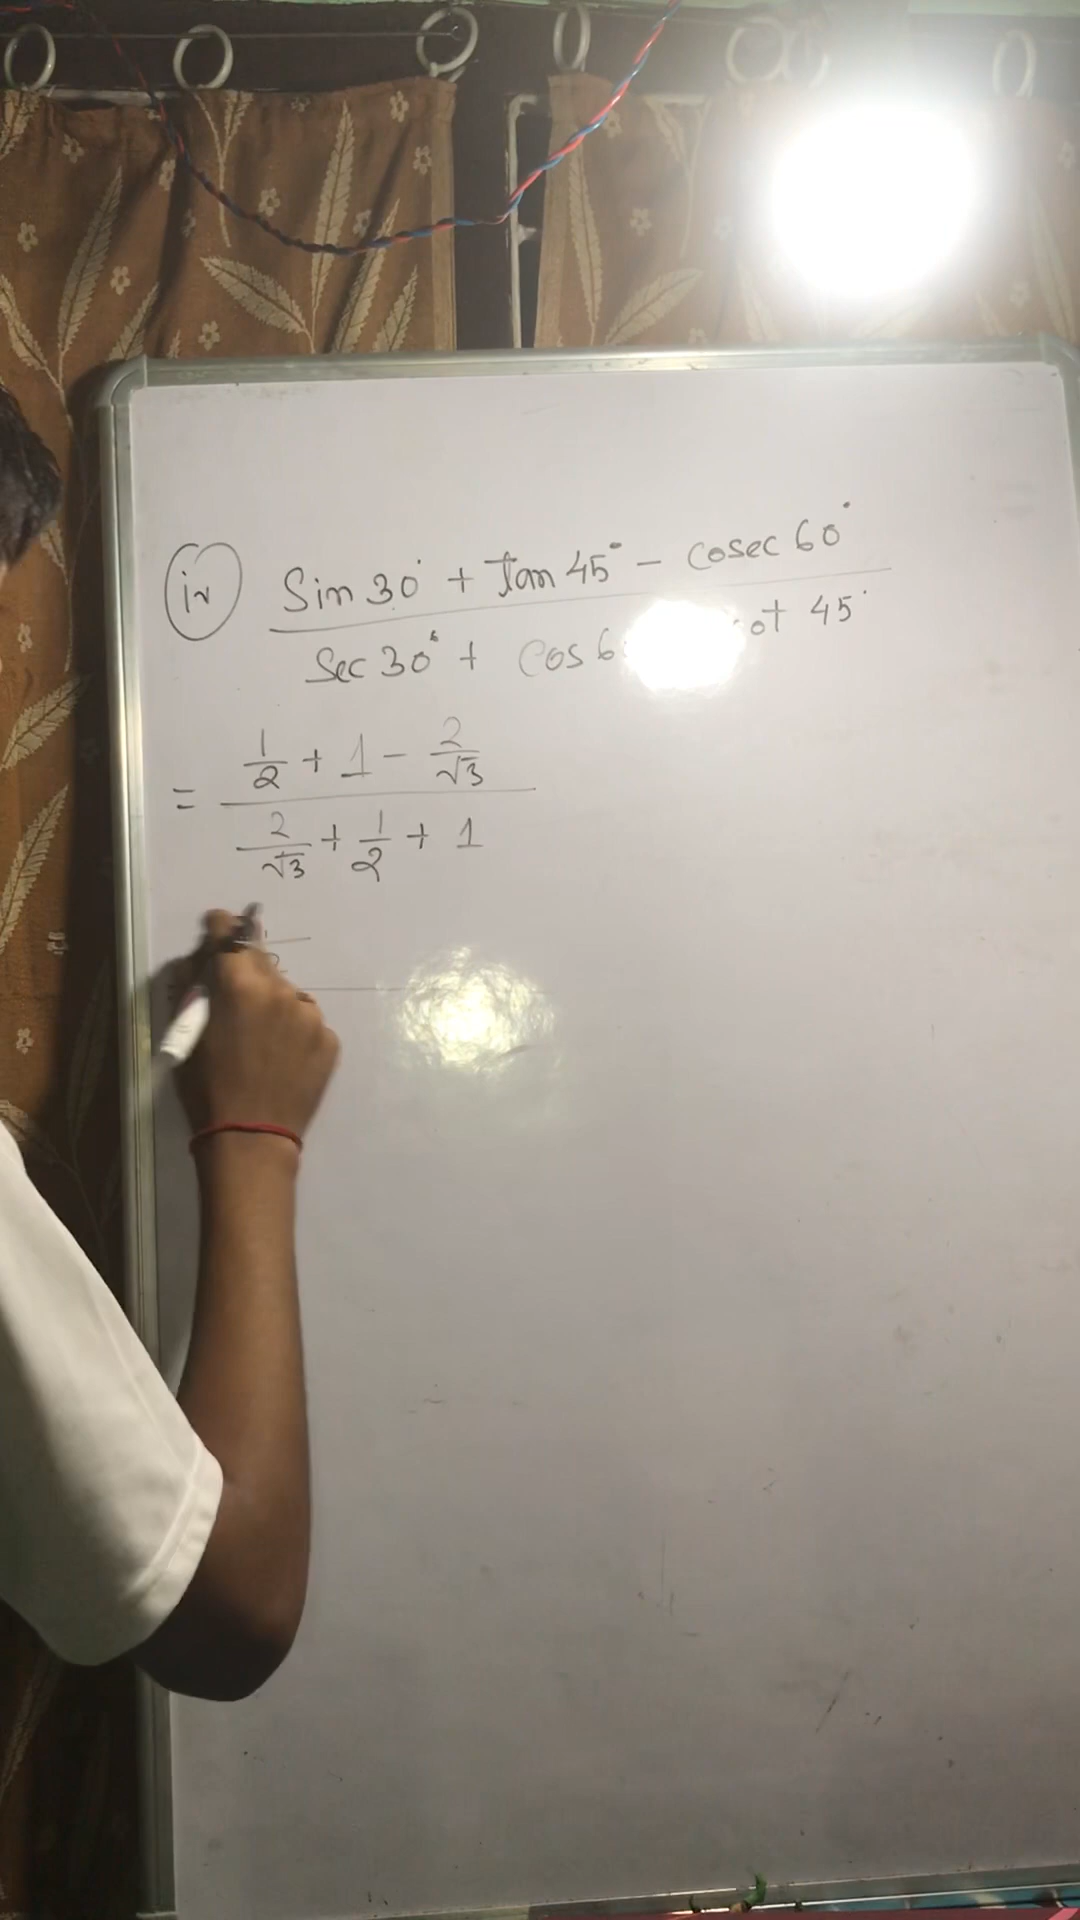 (iv) Sin 30° + Tan 45° - Cosec 60°
Sec 30° + Cos 6 ot 45°
= 1/2 + 1 - 2/√3
2/√3 + 1/2 + 1